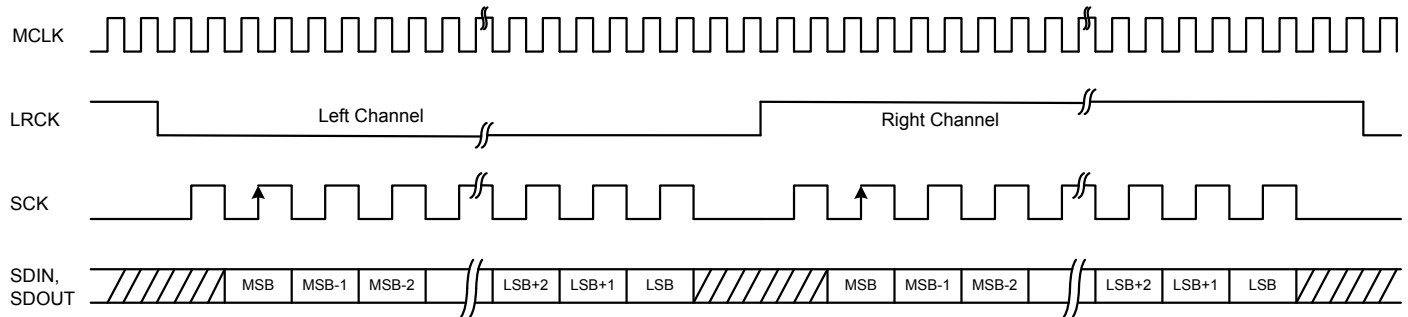 MCLK
LRCK
Left Channel
Right Channel
SCK
SDIN,
SDOUT
MSB
MSB-1
MSB-2
LSB+2
LSB+1
LSB
MSB
MSB-1
MSB-2
LSB+2
LSB+1
LSB